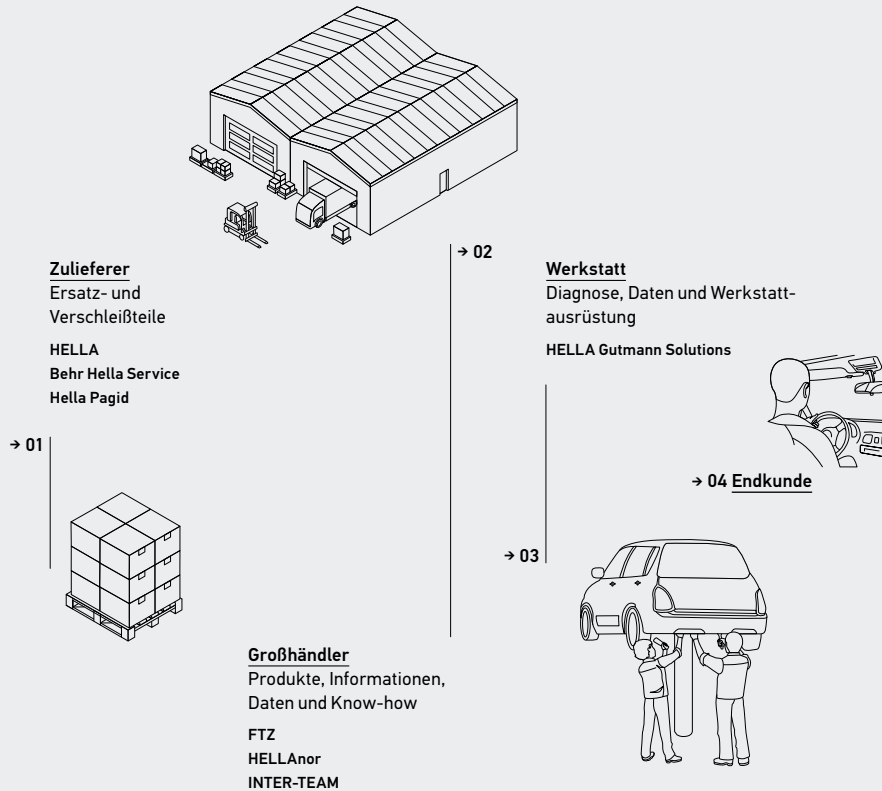 → 01
Zulieferer
Ersatz- und
Verschleißteile
HELLA
Behr Hella Service
Hella Pagid
→ 02
Großhändler
Produkte, Informationen,
Daten und Know-how
FTZ
HELLAnor
INTER-TEAM
→ 03
Werkstatt
Diagnose, Daten und Werkstatt-
ausrüstung
HELLA Gutmann Solutions
→ 04 Endkunde